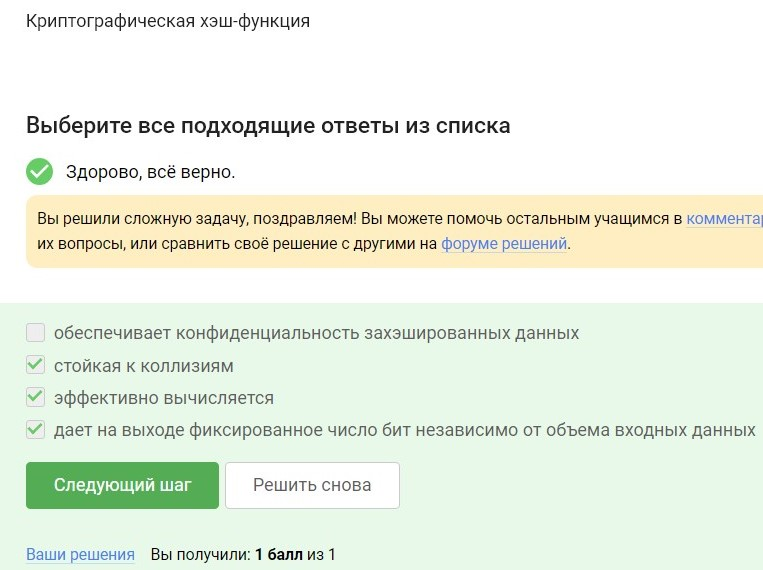 Криптографическая хэш-функция
Выберите все подходящие ответы из списка
Здорово, всё верно.
Вы решили сложную задачу, поздравляем! Вы можете помочь остальным учащимся в
их вопросы, или сравнить своё решение с другими на форуме решений.
обеспечивает конфиденциальность захэшированных данных
стойкая к коллизиям
эффективно вычисляется
дает на выходе фиксированное число бит независимо от объема входных данных
Следующий шаг
Решить снова
Ваши решения Вы получили: 1 балл из 1